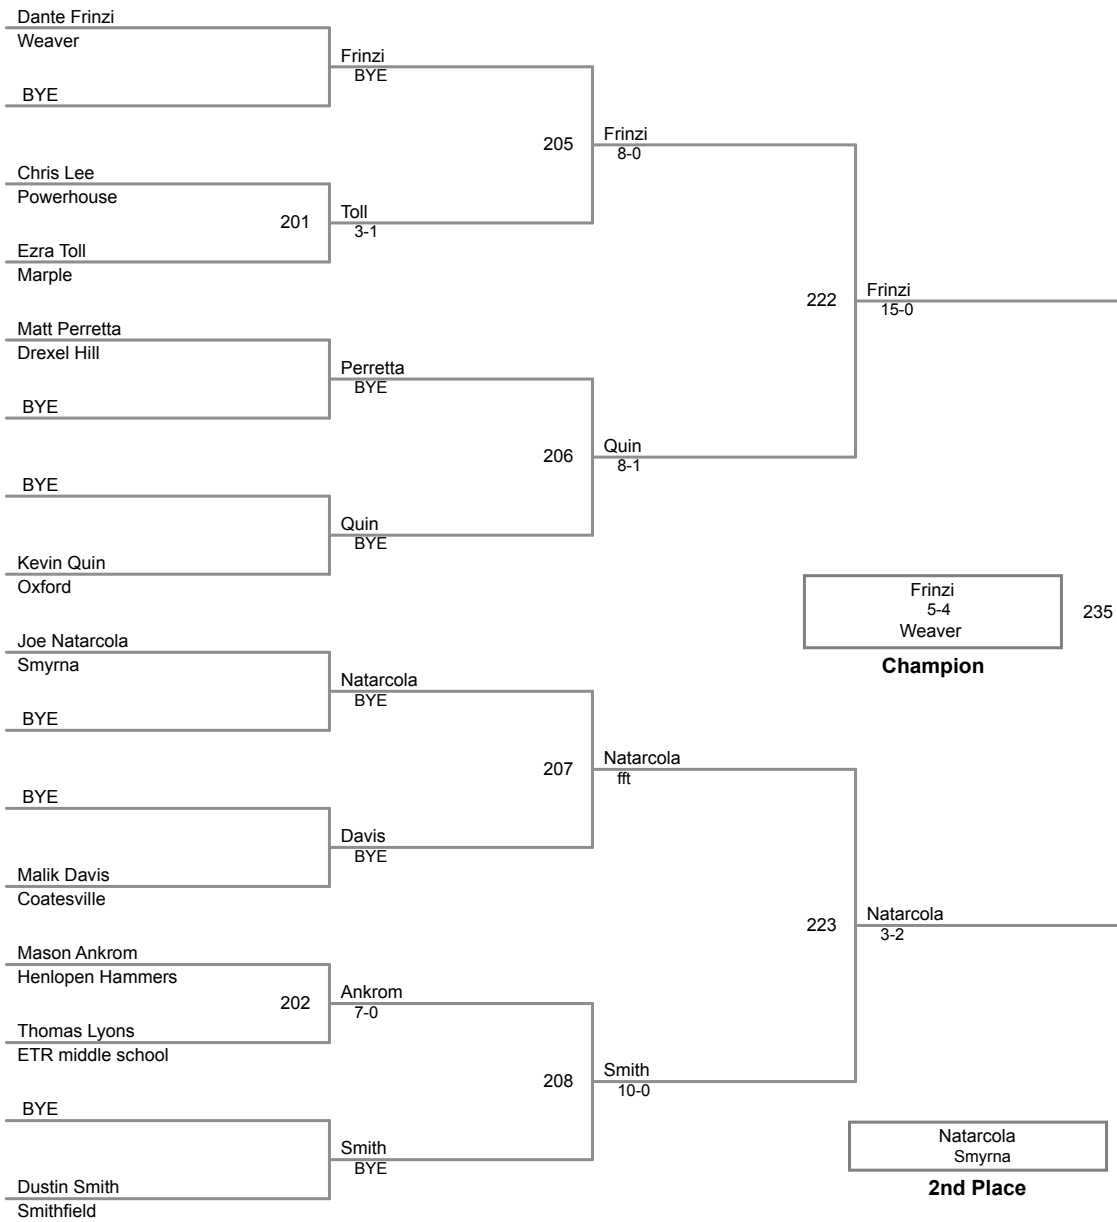 Dante Frinzi
Weaver
Frinzi
BYE
BYE
205
Frinzi
8-0
Chris Lee
Powerhouse
201
Toll
3-1
Ezra Toll
Marple
222
Frinzi
15-0
Matt Perretta
Drexel Hill
Perretta
BYE
BYE
206
Quin
8-1
BYE
Quin
BYE
Kevin Quin
Oxford
Frinzi
5-4
Weaver
235
Champion
Joe Natarcola
Smyrna
Natarcola
BYE
BYE
207
Natarcola
fft
BYE
Davis
BYE
Malik Davis
Coatesville
223
Natarcola
3-2
Mason Ankrom
Henlopen Hammers
202
Ankrom
7-0
Thomas Lyons
ETR middle school
208
Smith
10-0
BYE
Smith
BYE
Dustin Smith
Smithfield
Natarcola
Smyrna
2nd Place